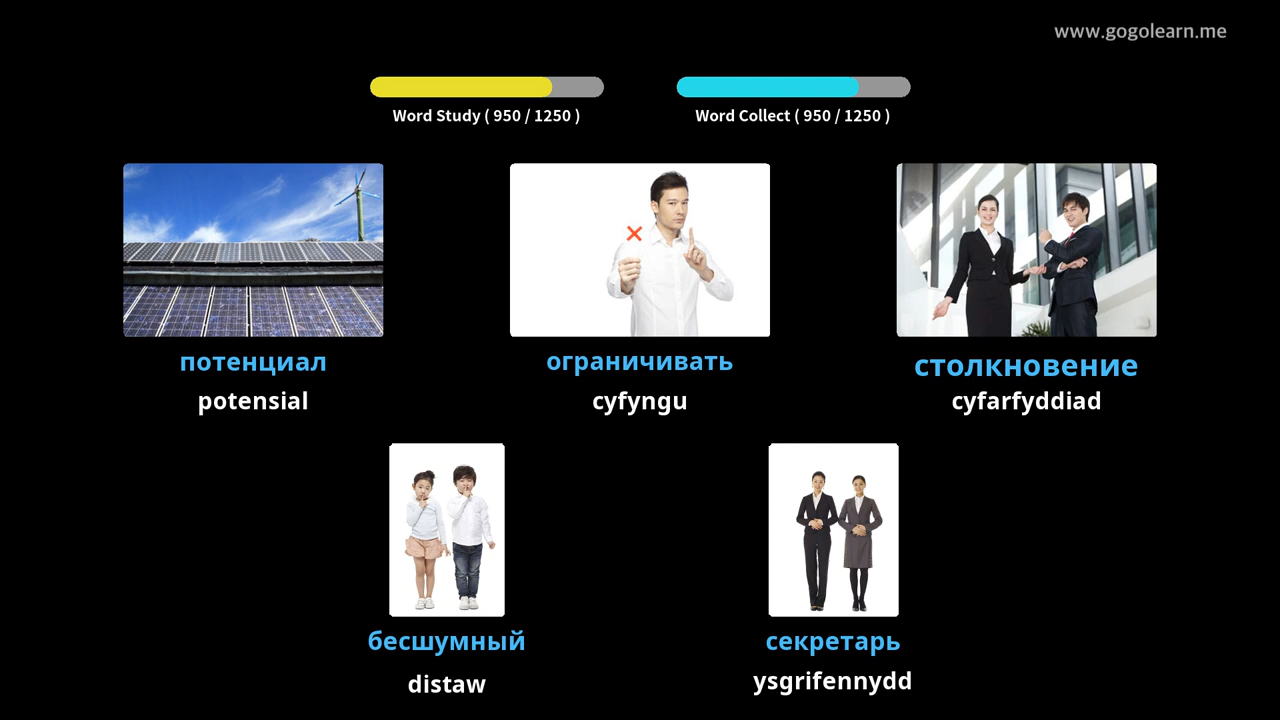 www.gogolearn.me
Word Study ( 950 / 1250 )
Word Collect ( 950 / 1250 )
потенциал
potensial
ограничивать
cyfyngu
столкновение
cyfarfyddiad
бесшумный
distaw
секретарь
ysgrifennydd